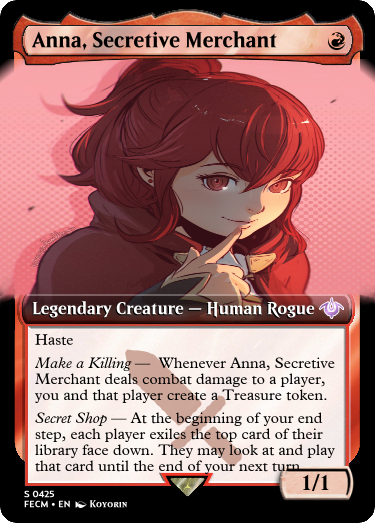 Anna, Secretive Merchant
Legendary Creature — Human Rogue
Haste
Make a Killing — Whenever Anna, Secretive
Merchant deals combat damage to a player,
you and that player create a Treasure token.
Secret Shop — At the beginning of your end
step, each player exiles the top card of their
library face down. They may look at and play
that card until the end of your next turn.
1/1
S 0425
FECM • EN Koyorin